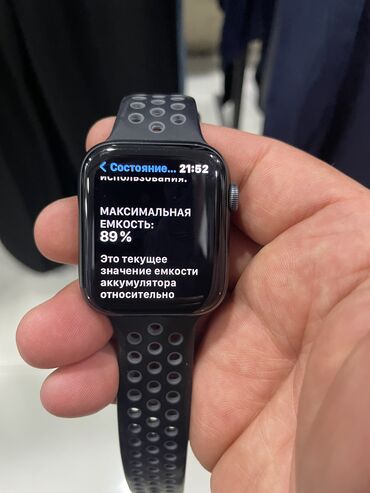 Состояние... 21:52
использования.
МАКСИМАЛЬНАЯ
ЕМКОСТЬ:
89 %
Это текущее
значение емкости
аккумулятора
относительно